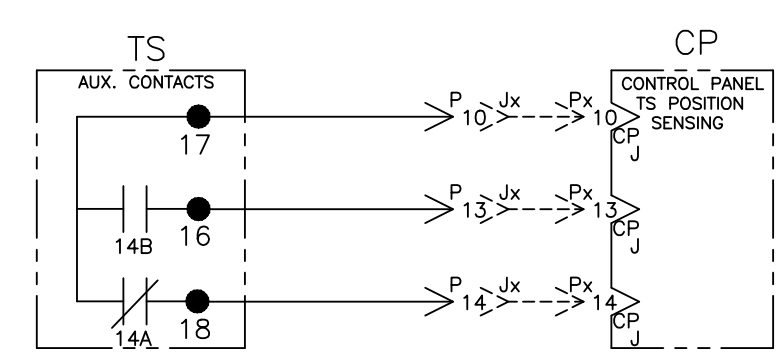 TS
CP
AUX. CONTACTS
CONTROL PANEL
TS POSITION
SENSING
17
P 10 Jx Px 10
CP
J
14B
16
P 13 Jx Px 13
CP
J
14A
18
P 14 Jx Px 14
CP
J